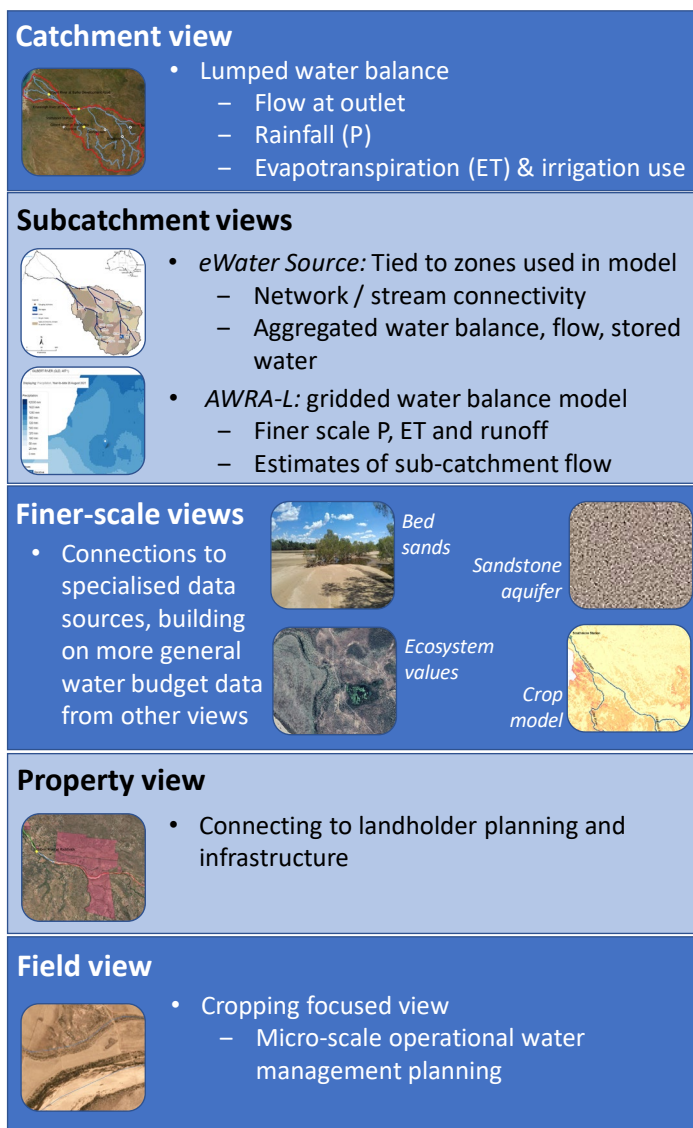 Catchment view
• Lumped water balance
– Flow at outlet
– Rainfall (P)
– Evapotranspiration (ET) & irrigation use
Subcatchment views
• eWater Source: Tied to zones used in model
– Network / stream connectivity
– Aggregated water balance, flow, stored
water
• AWRA-L: gridded water balance model
– Finer scale P, ET and runoff
– Estimates of sub-catchment flow
Finer-scale views
• Connections to
specialised data
sources, building
on more general
water budget data
from other views
Bed
sands
Sandstone
aquifer
Ecosystem
values
Crop
model
Property view
• Connecting to landholder planning and
infrastructure
Field view
• Cropping focused view
– Micro-scale operational water
management planning